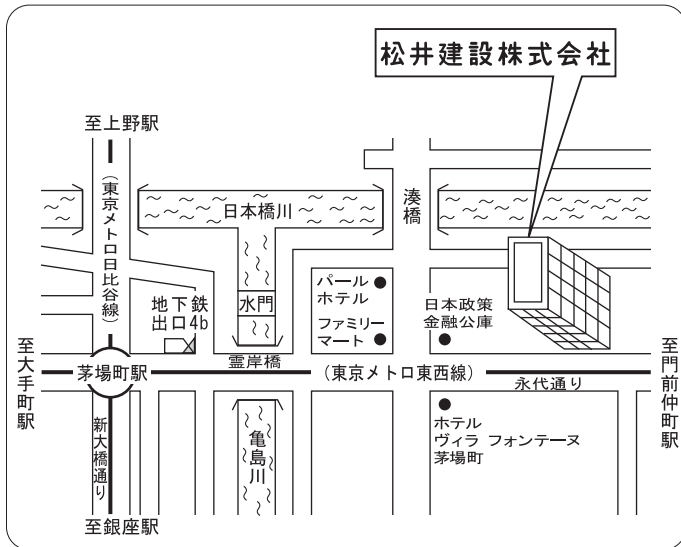 松井建設株式会社
至上野駅
(東京メトロ日比谷線)
日本橋川
湊橋
地下鉄
出口4b
水門
パール
ホテル
ファミリー
マート
日本政策
金融公庫
至大手町駅
茅場町駅
霊岸橋
(東京メトロ東西線)
永代通り
至門前仲町駅
新大橋通り
亀島川
ホテル
ヴィラ フォンテーヌ
茅場町
至銀座駅